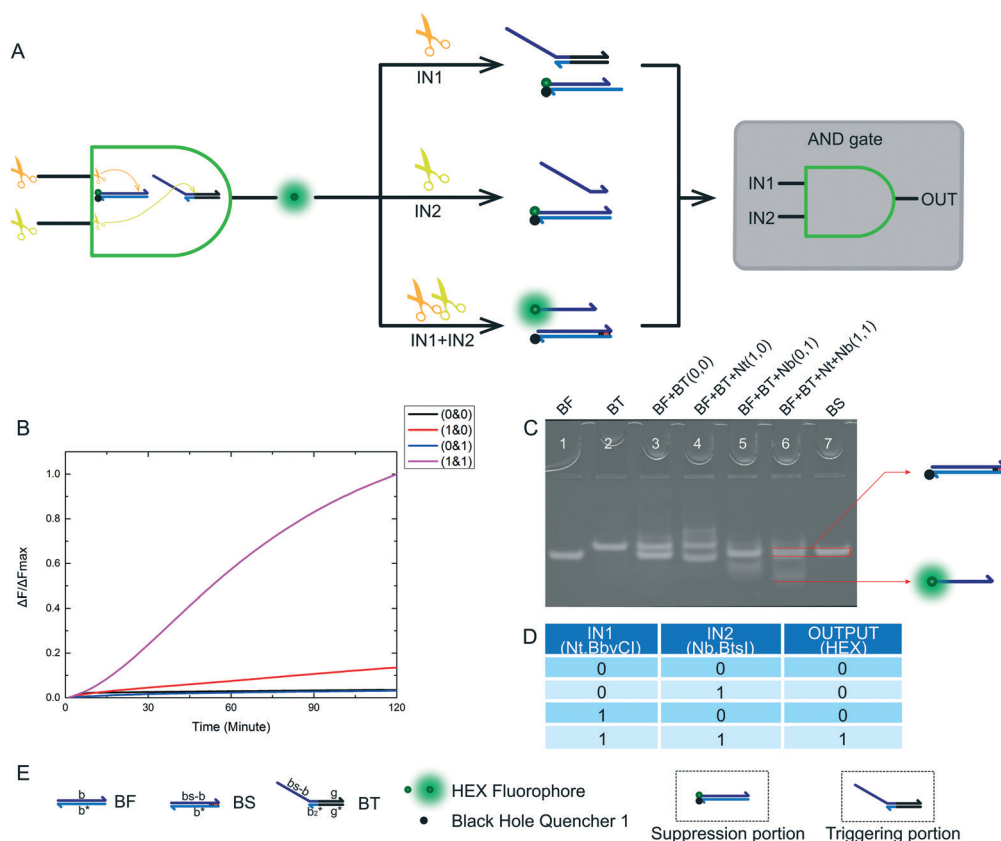 A
IN1
IN2
IN1+IN2
AND gate
IN1
IN2
OUT
B
(0&0)
(1&0)
(0&1)
(1&1)
1.0
0.8
0.6
0.4
0.2
0.0
0
30
60
90
120
ΔF/ΔFmax
Time (Minute)
C
BF
BT
BF+BT(0,0)
BF+BT+Nt(1,0)
BF+BT+Nb(0,1)
BF+BT+Nt+Nb(1,1)
BS
1 2 3 4 5 6 7
D
IN1 IN2 OUTPUT
(Nt.BbvCI) (Nb.BtsI) (HEX)
0 0 0
0 1 0
1 0 0
1 1 1
E
b
b*
BF
bs-b
b*
BS
bs-b
g
b₂* g*
BT
HEX Fluorophore
Black Hole Quencher 1
Suppression portion
Triggering portion